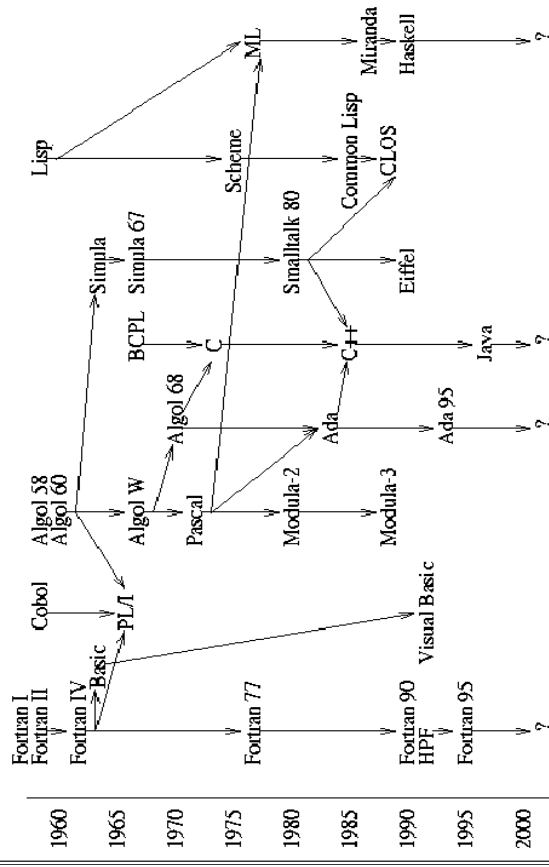 1960
1965
1970
1975
1980
1985
1990
1995
2000
Fortran I
Fortran II
Fortran IV
Fortran 77
Fortran 90
HPF
Fortran 95
?
Basic
Visual Basic
Cobol
PL/I
Algol 58
Algol 60
Algol W
Pascal
Modula-2
Modula-3
Algol 68
Ada
Ada 95
?
BCPL
C
C++
Java
?
Simula
Simula 67
Smalltalk 80
Eiffel
Lisp
Scheme
Common Lisp
CLOS
ML
Miranda
Haskell
?